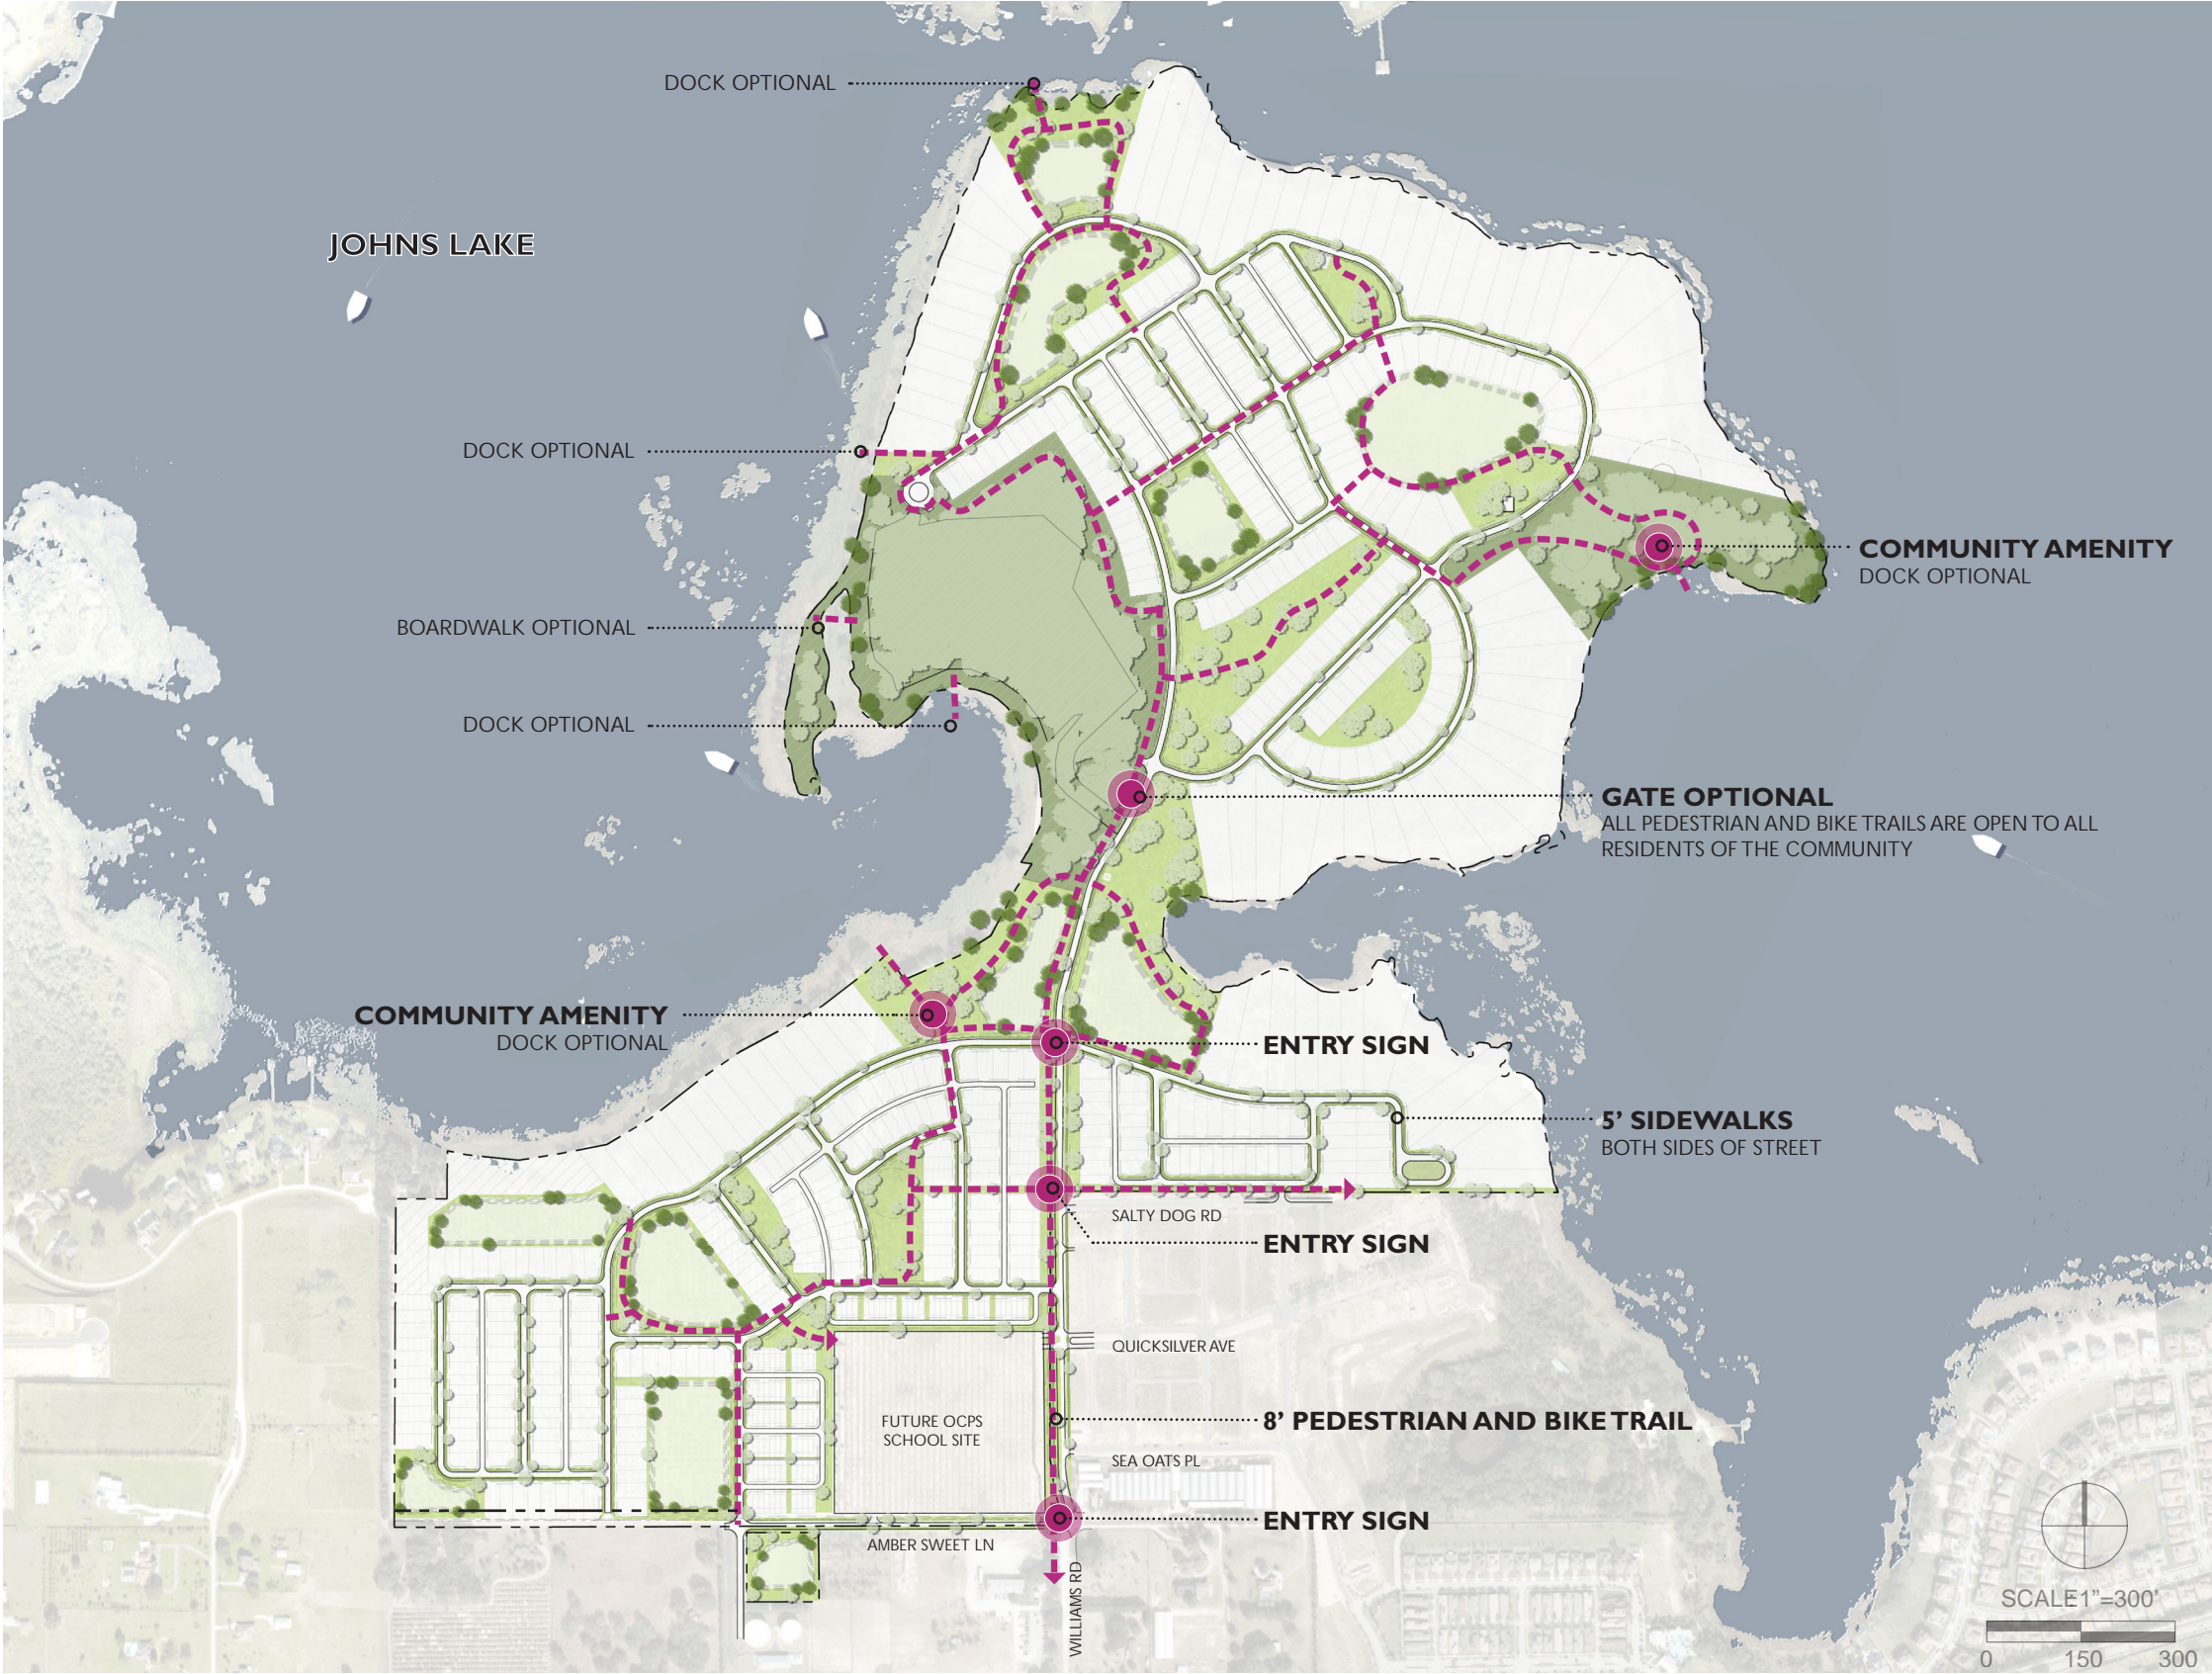 DOCK OPTIONAL
JOHNS LAKE
DOCK OPTIONAL
COMMUNITY AMENITY
DOCK OPTIONAL
BOARDWALK OPTIONAL
DOCK OPTIONAL
GATE OPTIONAL
ALL PEDESTRIAN AND BIKE TRAILS ARE OPEN TO ALL
RESIDENTS OF THE COMMUNITY
COMMUNITY AMENITY
DOCK OPTIONAL
ENTRY SIGN
5’ SIDEWALKS
BOTH SIDES OF STREET
SALTY DOG RD
ENTRY SIGN
QUICKSILVER AVE
FUTURE OCPS
SCHOOL SITE
8’ PEDESTRIAN AND BIKE TRAIL
SEA OATS PL
ENTRY SIGN
AMBER SWEET LN
WILLIAMS RD
SCALE1”=300’
0 150 300